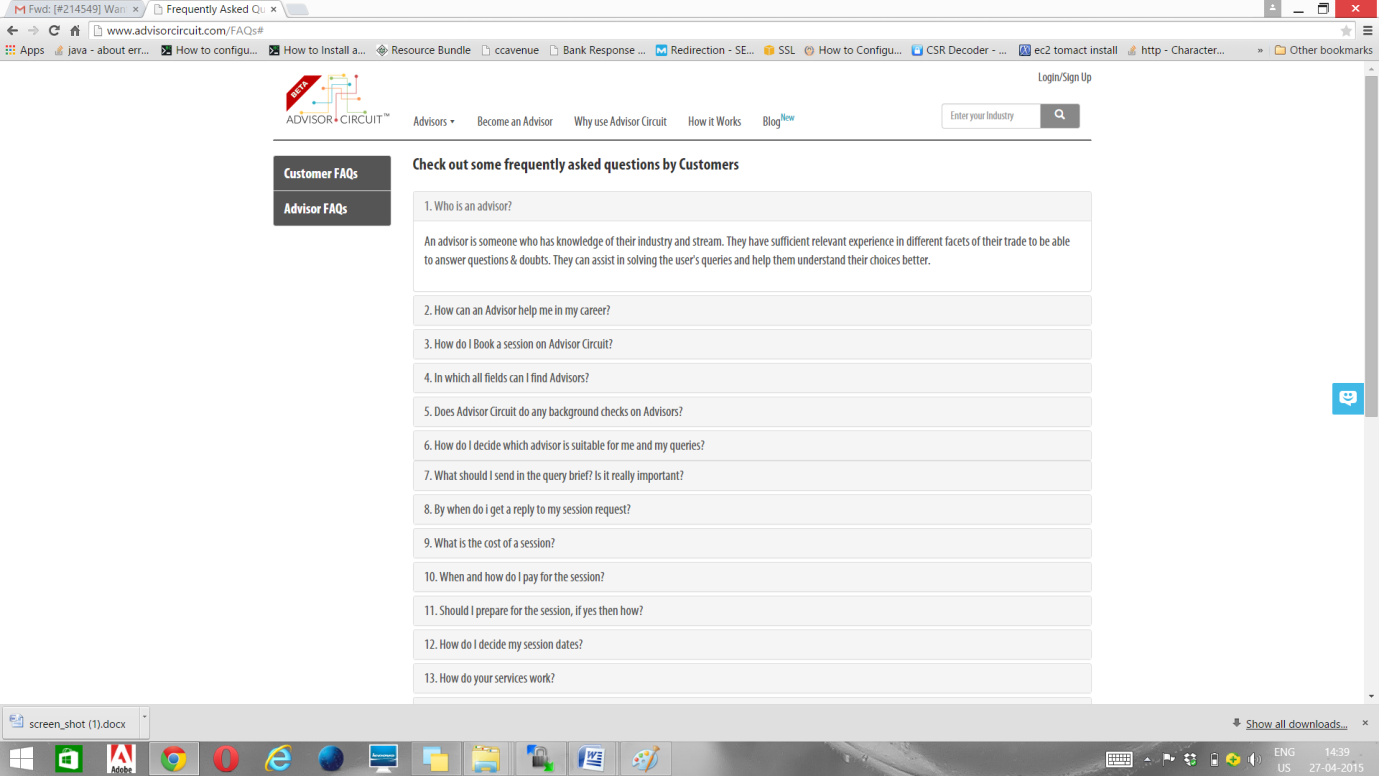 Fwd: [#214549] Wan
Frequently Asked Qu
www.advisorcircuit.com/FAQs#
Apps java - about err... How to configu... How to Install a... Resource Bundle ccavenue Bank Response ... Redirection - SE... SSL How to Configu... CSR Decoder - ... ec2 tomact install http - Character... » Other bookmarks
BETA
ADVISOR CIRCUIT™
Login/Sign Up
Advisors Become an Advisor Why use Advisor Circuit How it Works Blog New
Enter your Industry
Customer FAQs
Advisor FAQs
Check out some frequently asked questions by Customers
1. Who is an advisor?
An advisor is someone who has knowledge of their industry and stream. They have sufficient relevant experience in different facets of their trade to be able
to answer questions & doubts. They can assist in solving the user's queries and help them understand their choices better.
2. How can an Advisor help me in my career?
3. How do I Book a session on Advisor Circuit?
4. In which all fields can I find Advisors?
5. Does Advisor Circuit do any background checks on Advisors?
6. How do I decide which advisor is suitable for me and my queries?
7. What should I send in the query brief? Is it really important?
8. By when do i get a reply to my session request?
9. What is the cost of a session?
10. When and how do I pay for the session?
11. Should I prepare for the session, if yes then how?
12. How do I decide my session dates?
13. How do your services work?
screen_shot (1).docx
Show all downloads...
Adobe
lenovo
ENG
US
14:39
27-04-2015